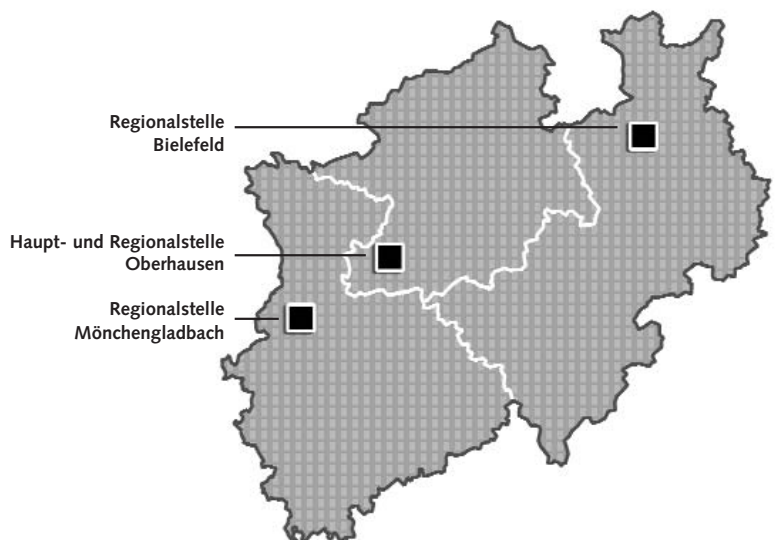 Regionalstelle
Bielefeld
Haupt- und Regionalstelle
Oberhausen
Regionalstelle
Mönchengladbach